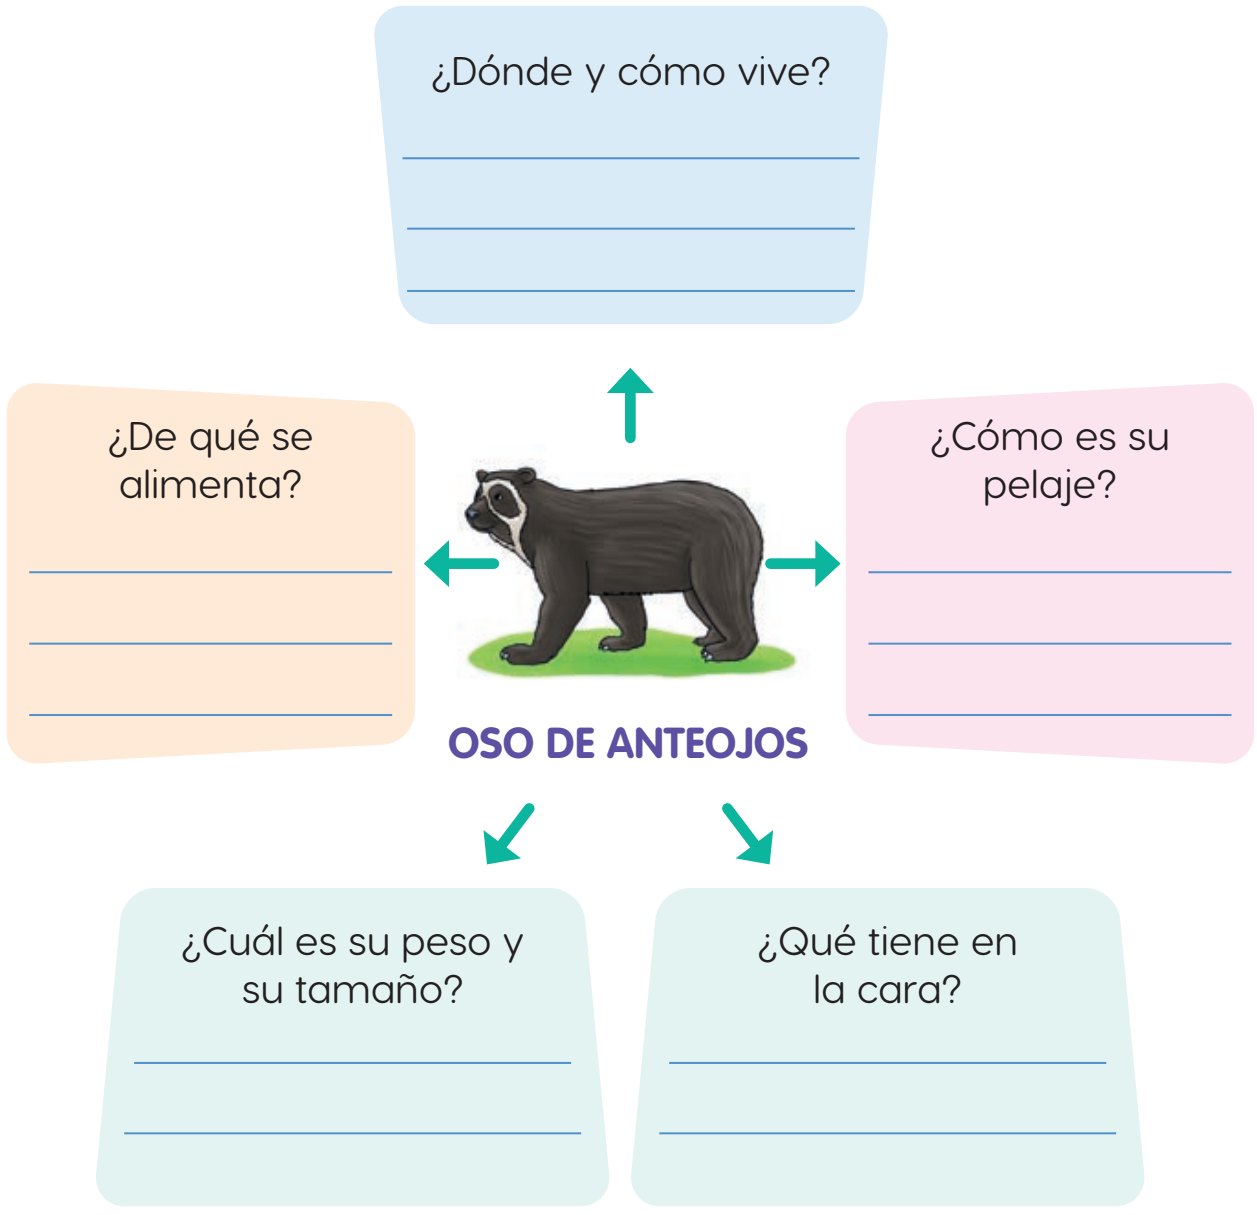 ¿Dónde y cómo vive?
¿De qué se
alimenta?
¿Cómo es su
pelaje?
OSO DE ANTEOJOS
¿Cuál es su peso y
su tamaño?
¿Qué tiene en
la cara?